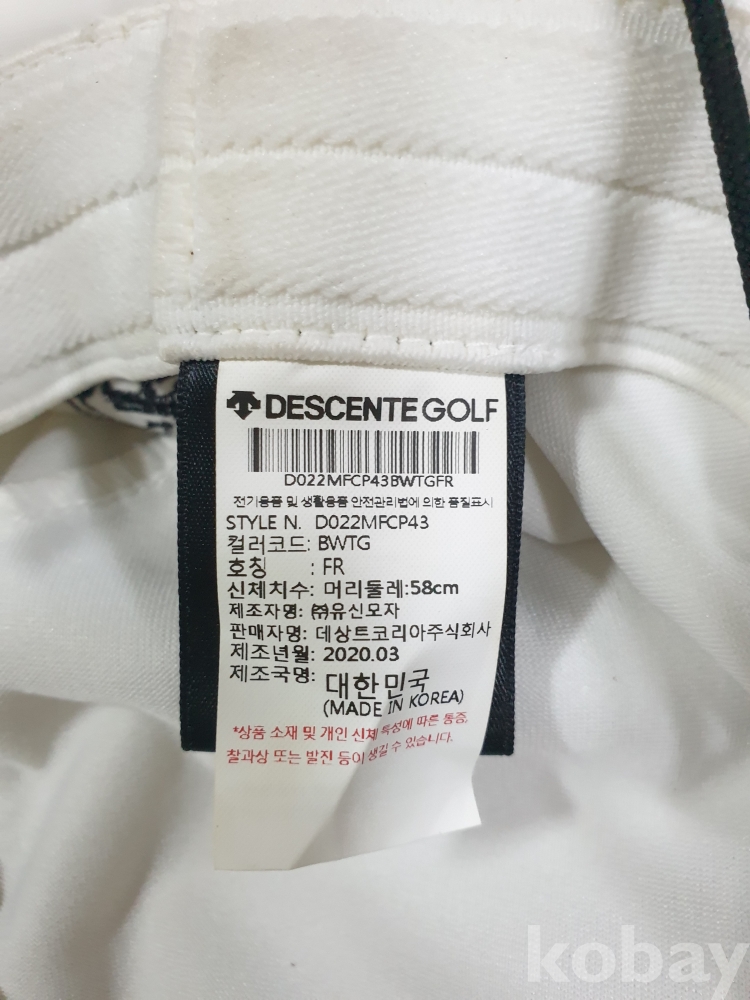 DESCENTE GOLF
D022MFCP43BWTGFR
전기용품 및 생활용품 안전관리법에 의한 품질표시
STYLE N. D022MFCP43
컬러코드: BWTG
호칭 : FR
신체치수: 머리둘레:58cm
제조자명: ㈜유신모자
판매자명: 데상트코리아주식회사
제조년월: 2020.03
제조국명: 대한민국
(MADE IN KOREA)
*상품 소재 및 개인 신체 특성에 따른 통증,
찰과상 또는 발진 등이 생길 수 있습니다.
kobay